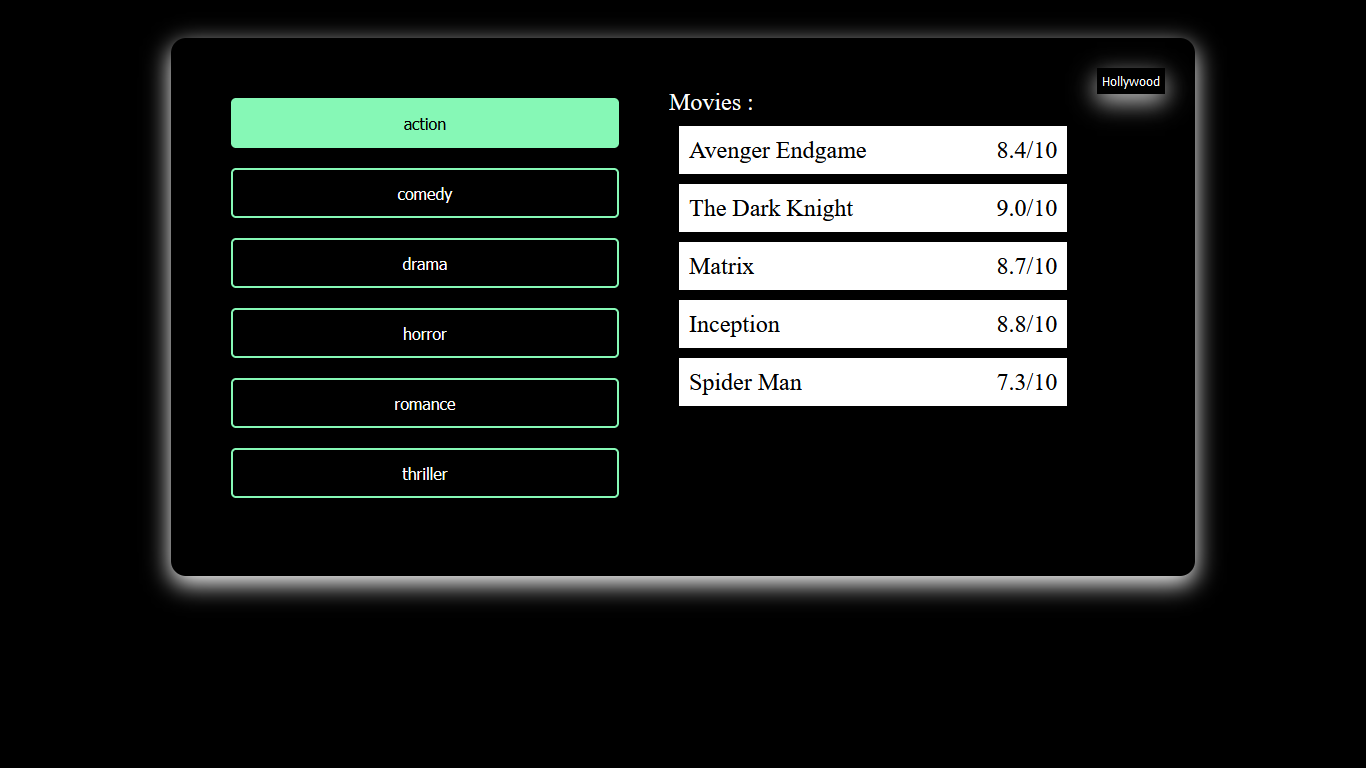 Hollywood
action
comedy
drama
horror
romance
thriller
Movies :
Avenger Endgame 8.4/10
The Dark Knight 9.0/10
Matrix 8.7/10
Inception 8.8/10
Spider Man 7.3/10